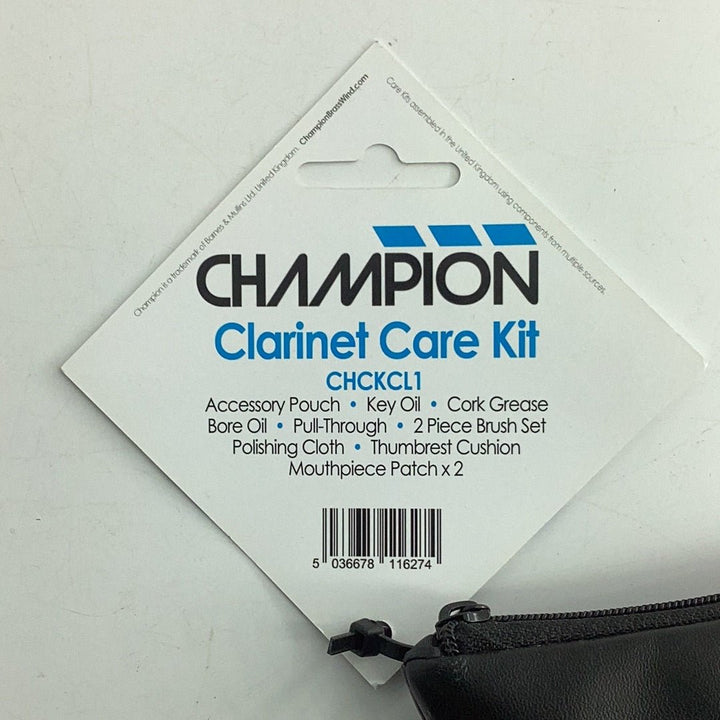 Champion is a trademark of Barnes & Mullins Ltd. United Kingdom. ChampionBrassWind.com
Care Kits assembled in the United Kingdom using components from multiple sources.
CHAMPION
Clarinet Care Kit
CHCKCL1
Accessory Pouch • Key Oil • Cork Grease
Bore Oil • Pull-Through • 2 Piece Brush Set
Polishing Cloth • Thumbrest Cushion
Mouthpiece Patch x 2
5 036678 116274